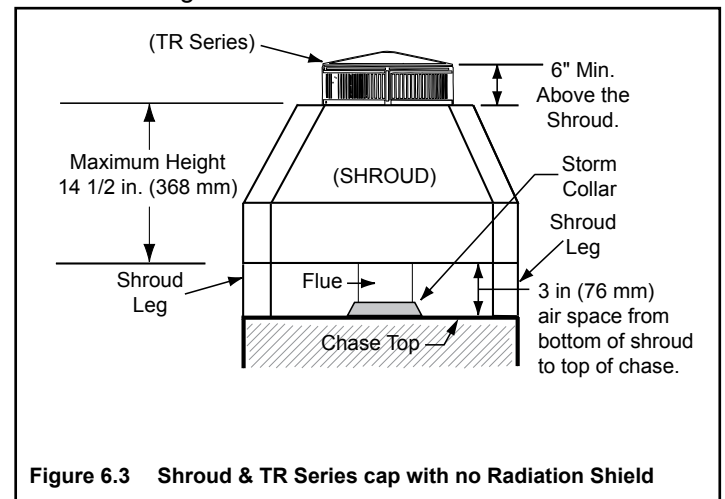 (TR Series)
6" Min.
Above the
Shroud.
Maximum Height
14 1/2 in. (368 mm)
(SHROUD)
Storm
Collar
Shroud
Leg
Shroud
Leg
Flue
3 in (76 mm)
air space from
bottom of shroud
to top of chase.
Chase Top
Figure 6.3 Shroud & TR Series cap with no Radiation Shield